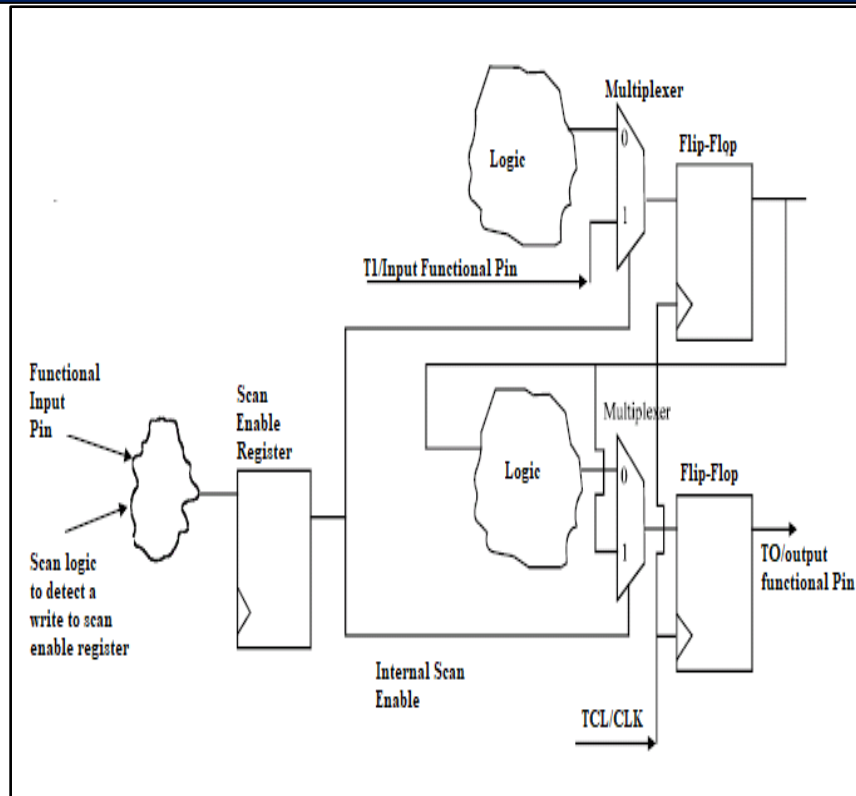 Multiplexer
Flip-Flop
0
Logic
1
T1/Input Functional Pin
Functional
Input
Pin
Scan
Enable
Register
Multiplexer
Flip-Flop
0
Logic
1
TO/output
functional Pin
Scan logic
to detect a
write to scan
enable register
Internal Scan
Enable
TCL/CLK